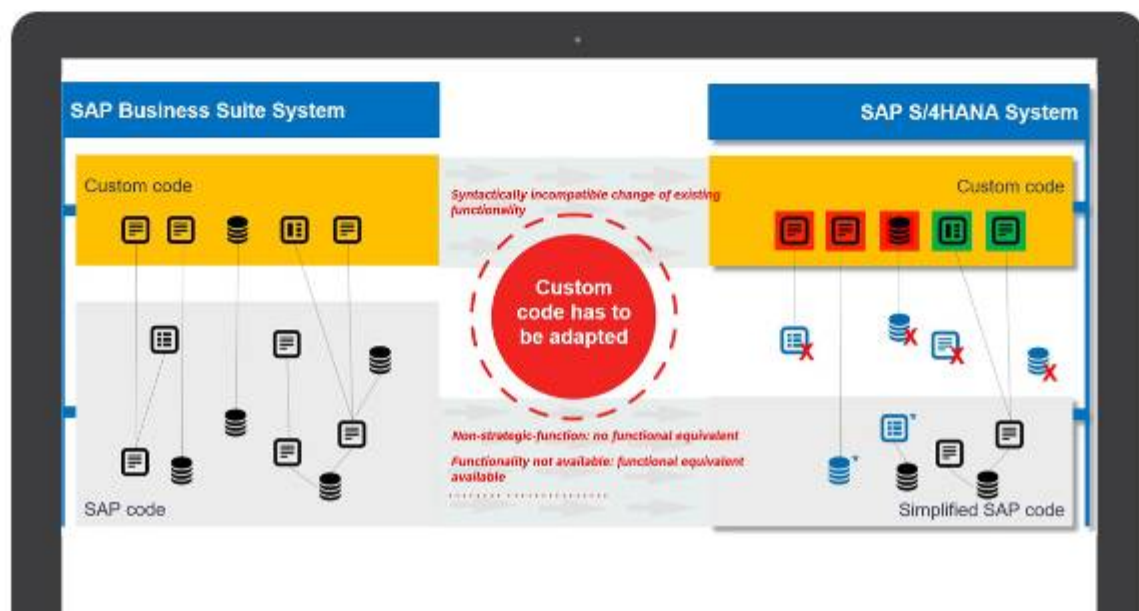 SAP Business Suite System
SAP S/4HANA System
Custom code
Syntactically incompatible change of existing
functionality
Custom code
Custom
code has to
be adapted
Non-strategic-function: no functional equivalent
Functionality not available: functional equivalent
available
SAP code
Simplified SAP code